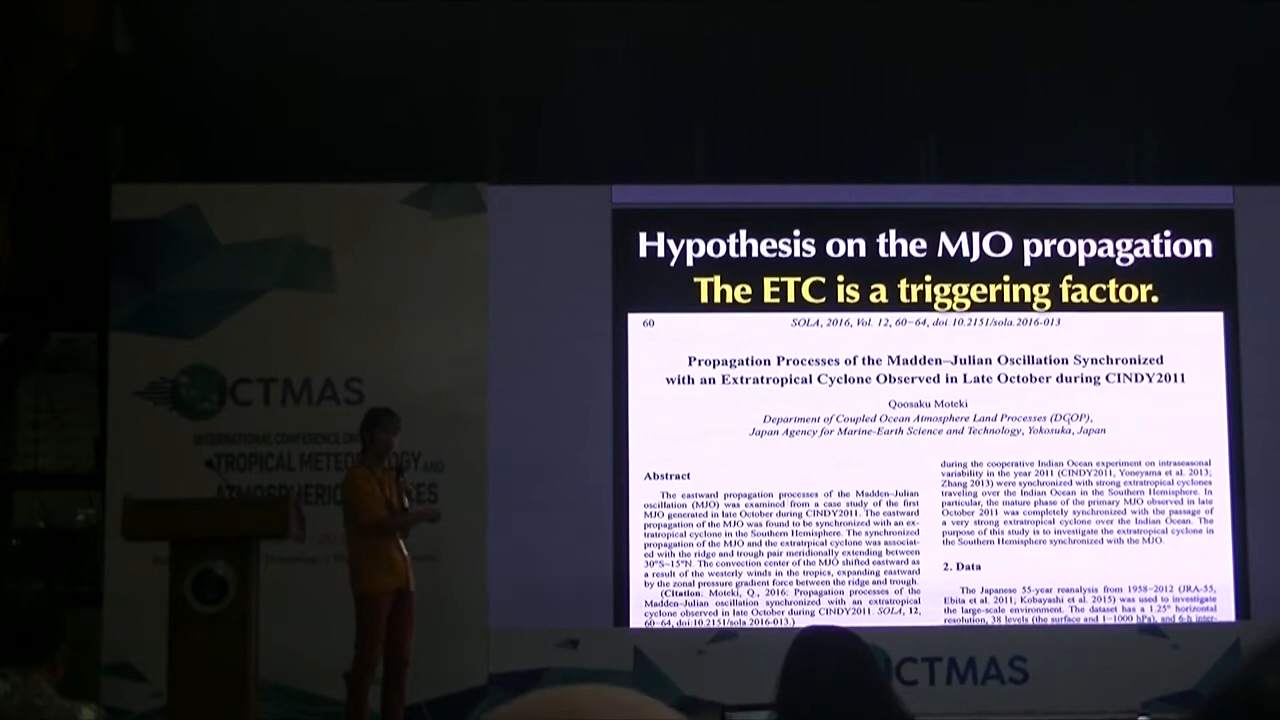 Hypothesis on the MJO propagation
The ETC is a triggering factor.
60
SOLA, 2016, Vol. 12, 60−64, doi:10.2151/sola.2016-013
Propagation Processes of the Madden–Julian Oscillation Synchronized
with an Extratropical Cyclone Observed in Late October during CINDY2011
Qoosaku Moteki
Department of Coupled Ocean Atmosphere Land Processes (DCOP),
Japan Agency for Marine-Earth Science and Technology, Yokosuka, Japan
Abstract
The eastward propagation processes of the Madden–Julian
oscillation (MJO) was examined from a case study of the first
MJO generated in late October during CINDY2011. The eastward
propagation of the MJO was found to be synchronized with an ex-
tratropical cyclone in the Southern Hemisphere. The synchronized
propagation of the MJO and the extratrpical cyclone was associat-
ed with the ridge and trough pair meridionally extending between
30°S–15°N. The convection center of the MJO shifted eastward as
a result of the westerly winds in the tropics, expanding eastward
by the zonal pressure gradient force between the ridge and trough.
(Citation: Moteki, Q., 2016: Propagation processes of the
Madden–Julian oscillation synchronized with an extratropical
cyclone observed in late October during CINDY2011. SOLA, 12,
60−64, doi:10.2151/sola.2016-013.)
during the cooperative Indian Ocean experiment on intraseasonal
variability in the year 2011 (CINDY2011, Yoneyama et al. 2013;
Zhang 2013) were synchronized with strong extratropical cyclones
traveling over the Indian Ocean in the Southern Hemisphere. In
particular, the mature phase of the primary MJO observed in late
October 2011 was completely synchronized with the passage of
a very strong extratropical cyclone over the Indian Ocean. The
purpose of this study is to investigate the extratropical cyclone in
the Southern Hemisphere synchronized with the MJO.
2. Data
The Japanese 55-year reanalysis from 1958−2012 (JRA-55,
Ebita et al. 2011; Kobayashi et al. 2015) was used to investigate
the large-scale environment. The dataset has a 1.25° horizontal
resolution, 38 levels (the surface and 1−1000 hPa), and 6-h inter-
ICTMAS
INTERNATIONAL CONFERENCE ON
TROPICAL METEOROLOGY AND
ATMOSPHERIC
ICTMAS